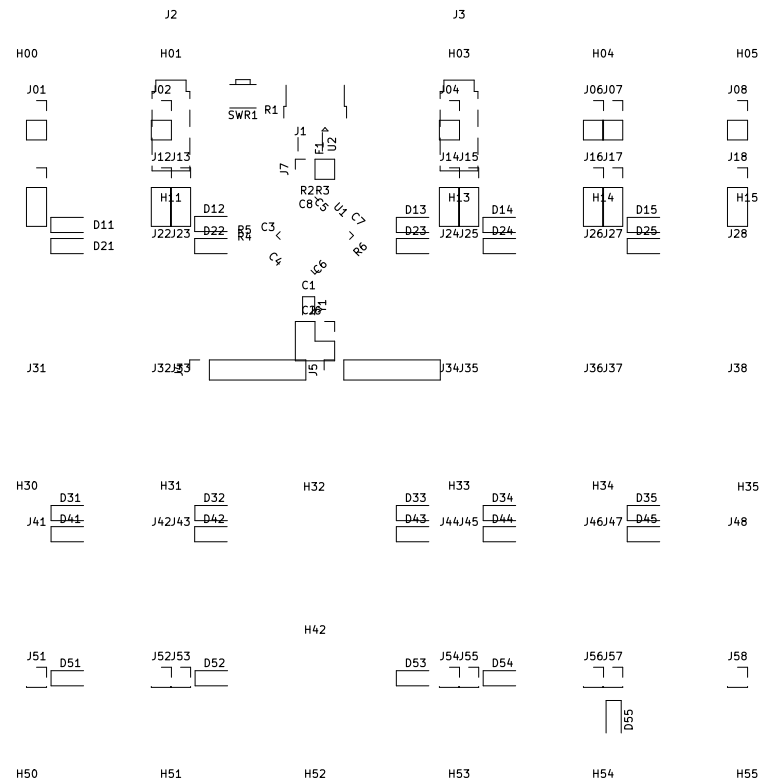 J2 J3
H00 H01 H03 H04 H05
J01 J02 J04 J06J07 J08
SWR1 R1
J1 F1 U2
J12J13 J7 J14J15 J16J17 J18
R2R3
H11 H13 H14 H15
C8 C5 U1 C7
D11 D12 D13 D14 D15
C3 R5 R4 R6
J22J23 J24J25 J26J27 J28
D21 D22 D23 D24 D25
C4 C6
C1
J6
J31 J32J33 J5 J34J35 J36J37 J38
H30 H31 H32 H33 H34 H35
D31 D32 D33 D34 D35
J41 D41 J42J43 D42 D43 J44J45 D44 J46J47 D45 J48
H42
J51 D51 J52J53 D52 D53 J54J55 D54 J56J57 J58
D55
H50 H51 H52 H53 H54 H55